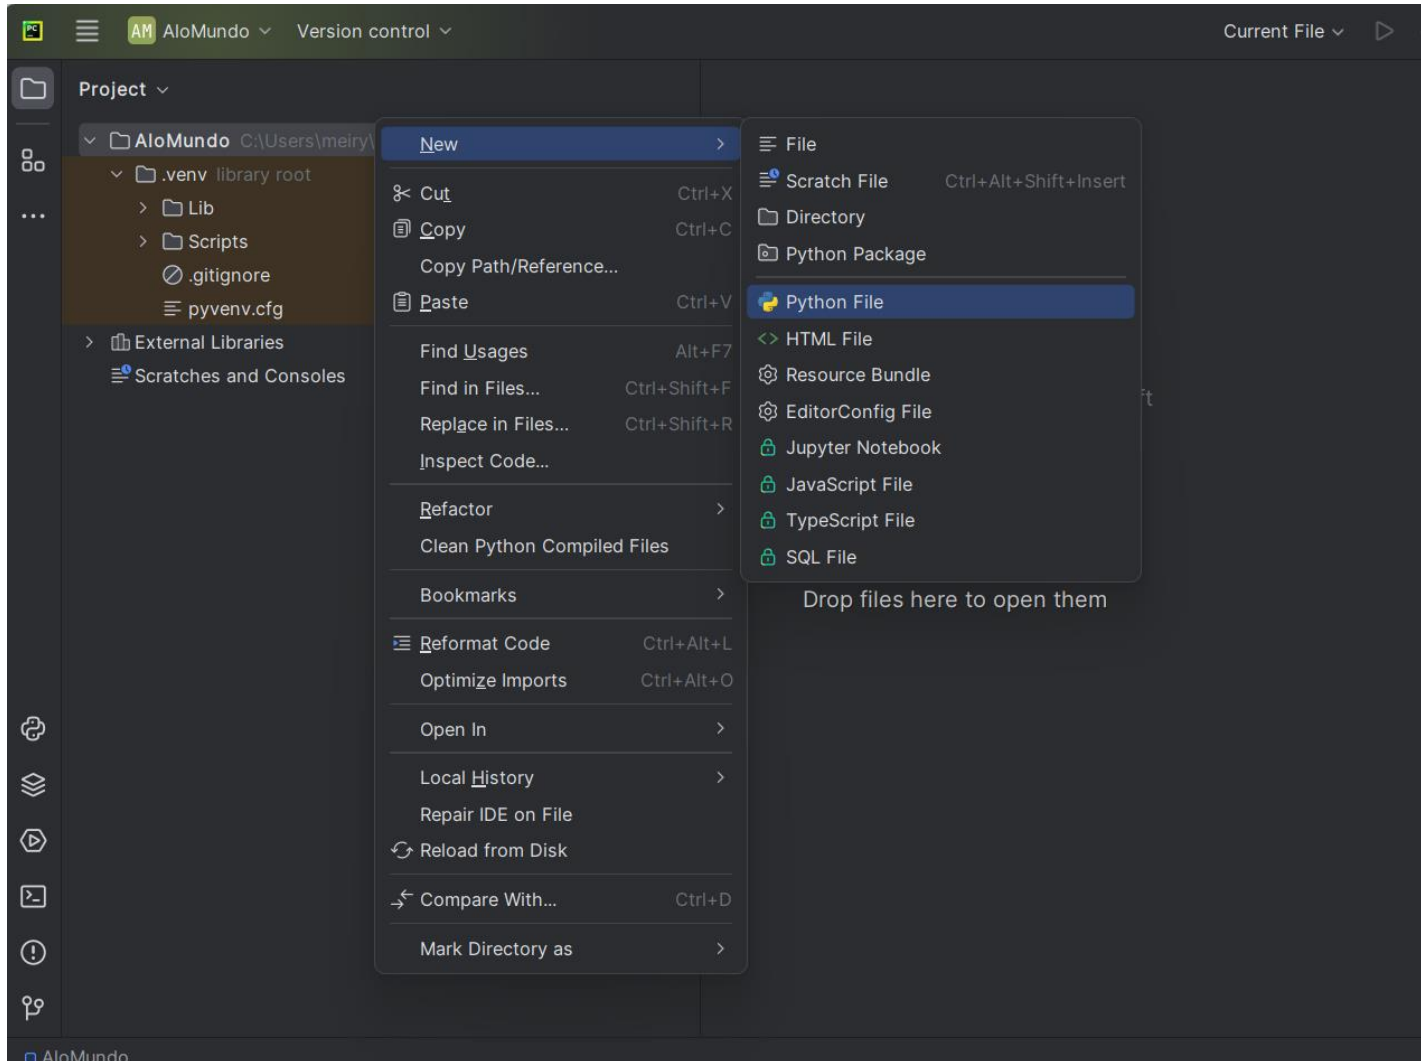 PC
AM AloMundo Version control
Current File
Project
AloMundo C:\Users\meiry\
.venv library root
Lib
Scripts
.gitignore
pyvenv.cfg
External Libraries
Scratches and Consoles
New
Cut Ctrl+X
Copy Ctrl+C
Copy Path/Reference...
Paste Ctrl+V
Find Usages Alt+F7
Find in Files... Ctrl+Shift+F
Replace in Files... Ctrl+Shift+R
Inspect Code...
Refactor
Clean Python Compiled Files
Bookmarks
Reformat Code Ctrl+Alt+L
Optimize Imports Ctrl+Alt+O
Open In
Local History
Repair IDE on File
Reload from Disk
Compare With... Ctrl+D
Mark Directory as
File
Scratch File Ctrl+Alt+Shift+Insert
Directory
Python Package
Python File
HTML File
Resource Bundle
EditorConfig File
Jupyter Notebook
JavaScript File
TypeScript File
SQL File
Drop files here to open them
AloMundo